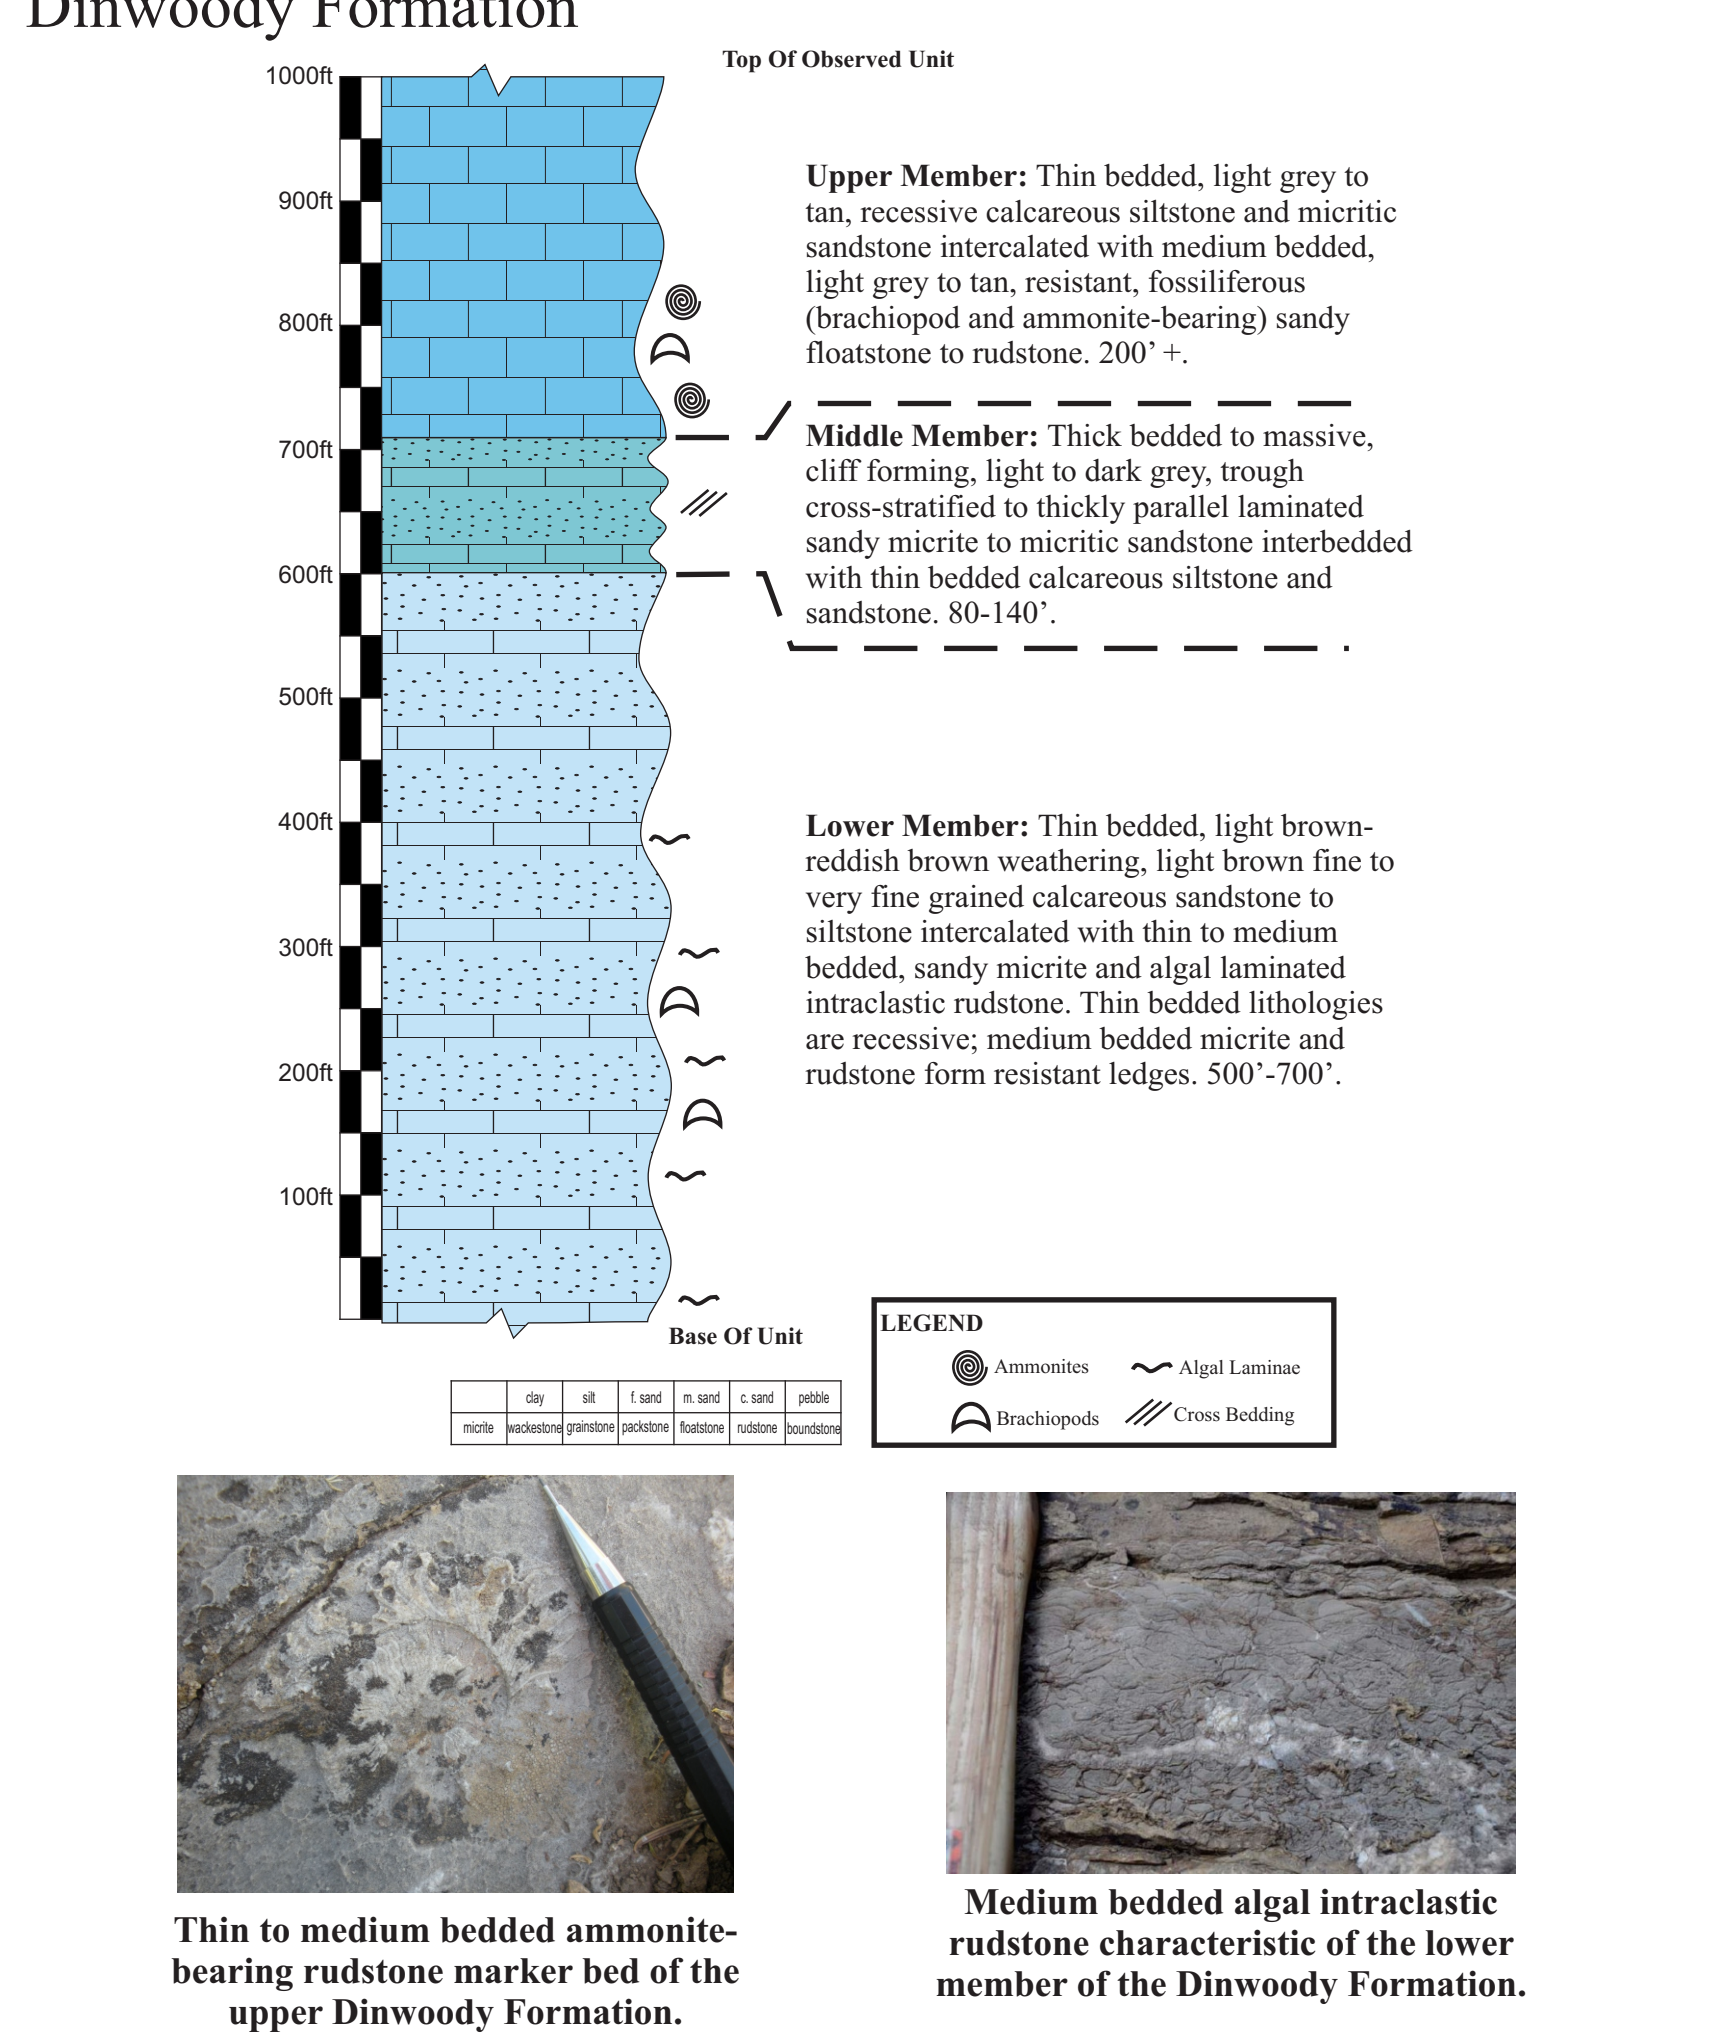 Dinwoody Formation
Top Of Observed Unit
1000ft
900ft
800ft
700ft
600ft
500ft
400ft
300ft
200ft
100ft
Upper Member: Thin bedded, light grey to
tan, recessive calcareous siltstone and micritic
sandstone intercalated with medium bedded,
light grey to tan, resistant, fossiliferous
(brachiopod and ammonite-bearing) sandy
floatstone to rudstone. 200’ +.
Middle Member: Thick bedded to massive,
cliff forming, light to dark grey, trough
cross-stratified to thickly parallel laminated
sandy micrite to micritic sandstone interbedded
with thin bedded calcareous siltstone and
sandstone. 80-140’.
Lower Member: Thin bedded, light brown-
reddish brown weathering, light brown fine to
very fine grained calcareous sandstone to
siltstone intercalated with thin to medium
bedded, sandy micrite and algal laminated
intraclastic rudstone. Thin bedded lithologies
are recessive; medium bedded micrite and
rudstone form resistant ledges. 500’-700’.
Base Of Unit
clay silt f. sand m. sand c. sand pebble
micrite wackestone grainstone packstone floatstone rudstone boundstone
LEGEND
Ammonites
Algal Laminae
Brachiopods
Cross Bedding
Thin to medium bedded ammonite-
bearing rudstone marker bed of the
upper Dinwoody Formation.
Medium bedded algal intraclastic
rudstone characteristic of the lower
member of the Dinwoody Formation.